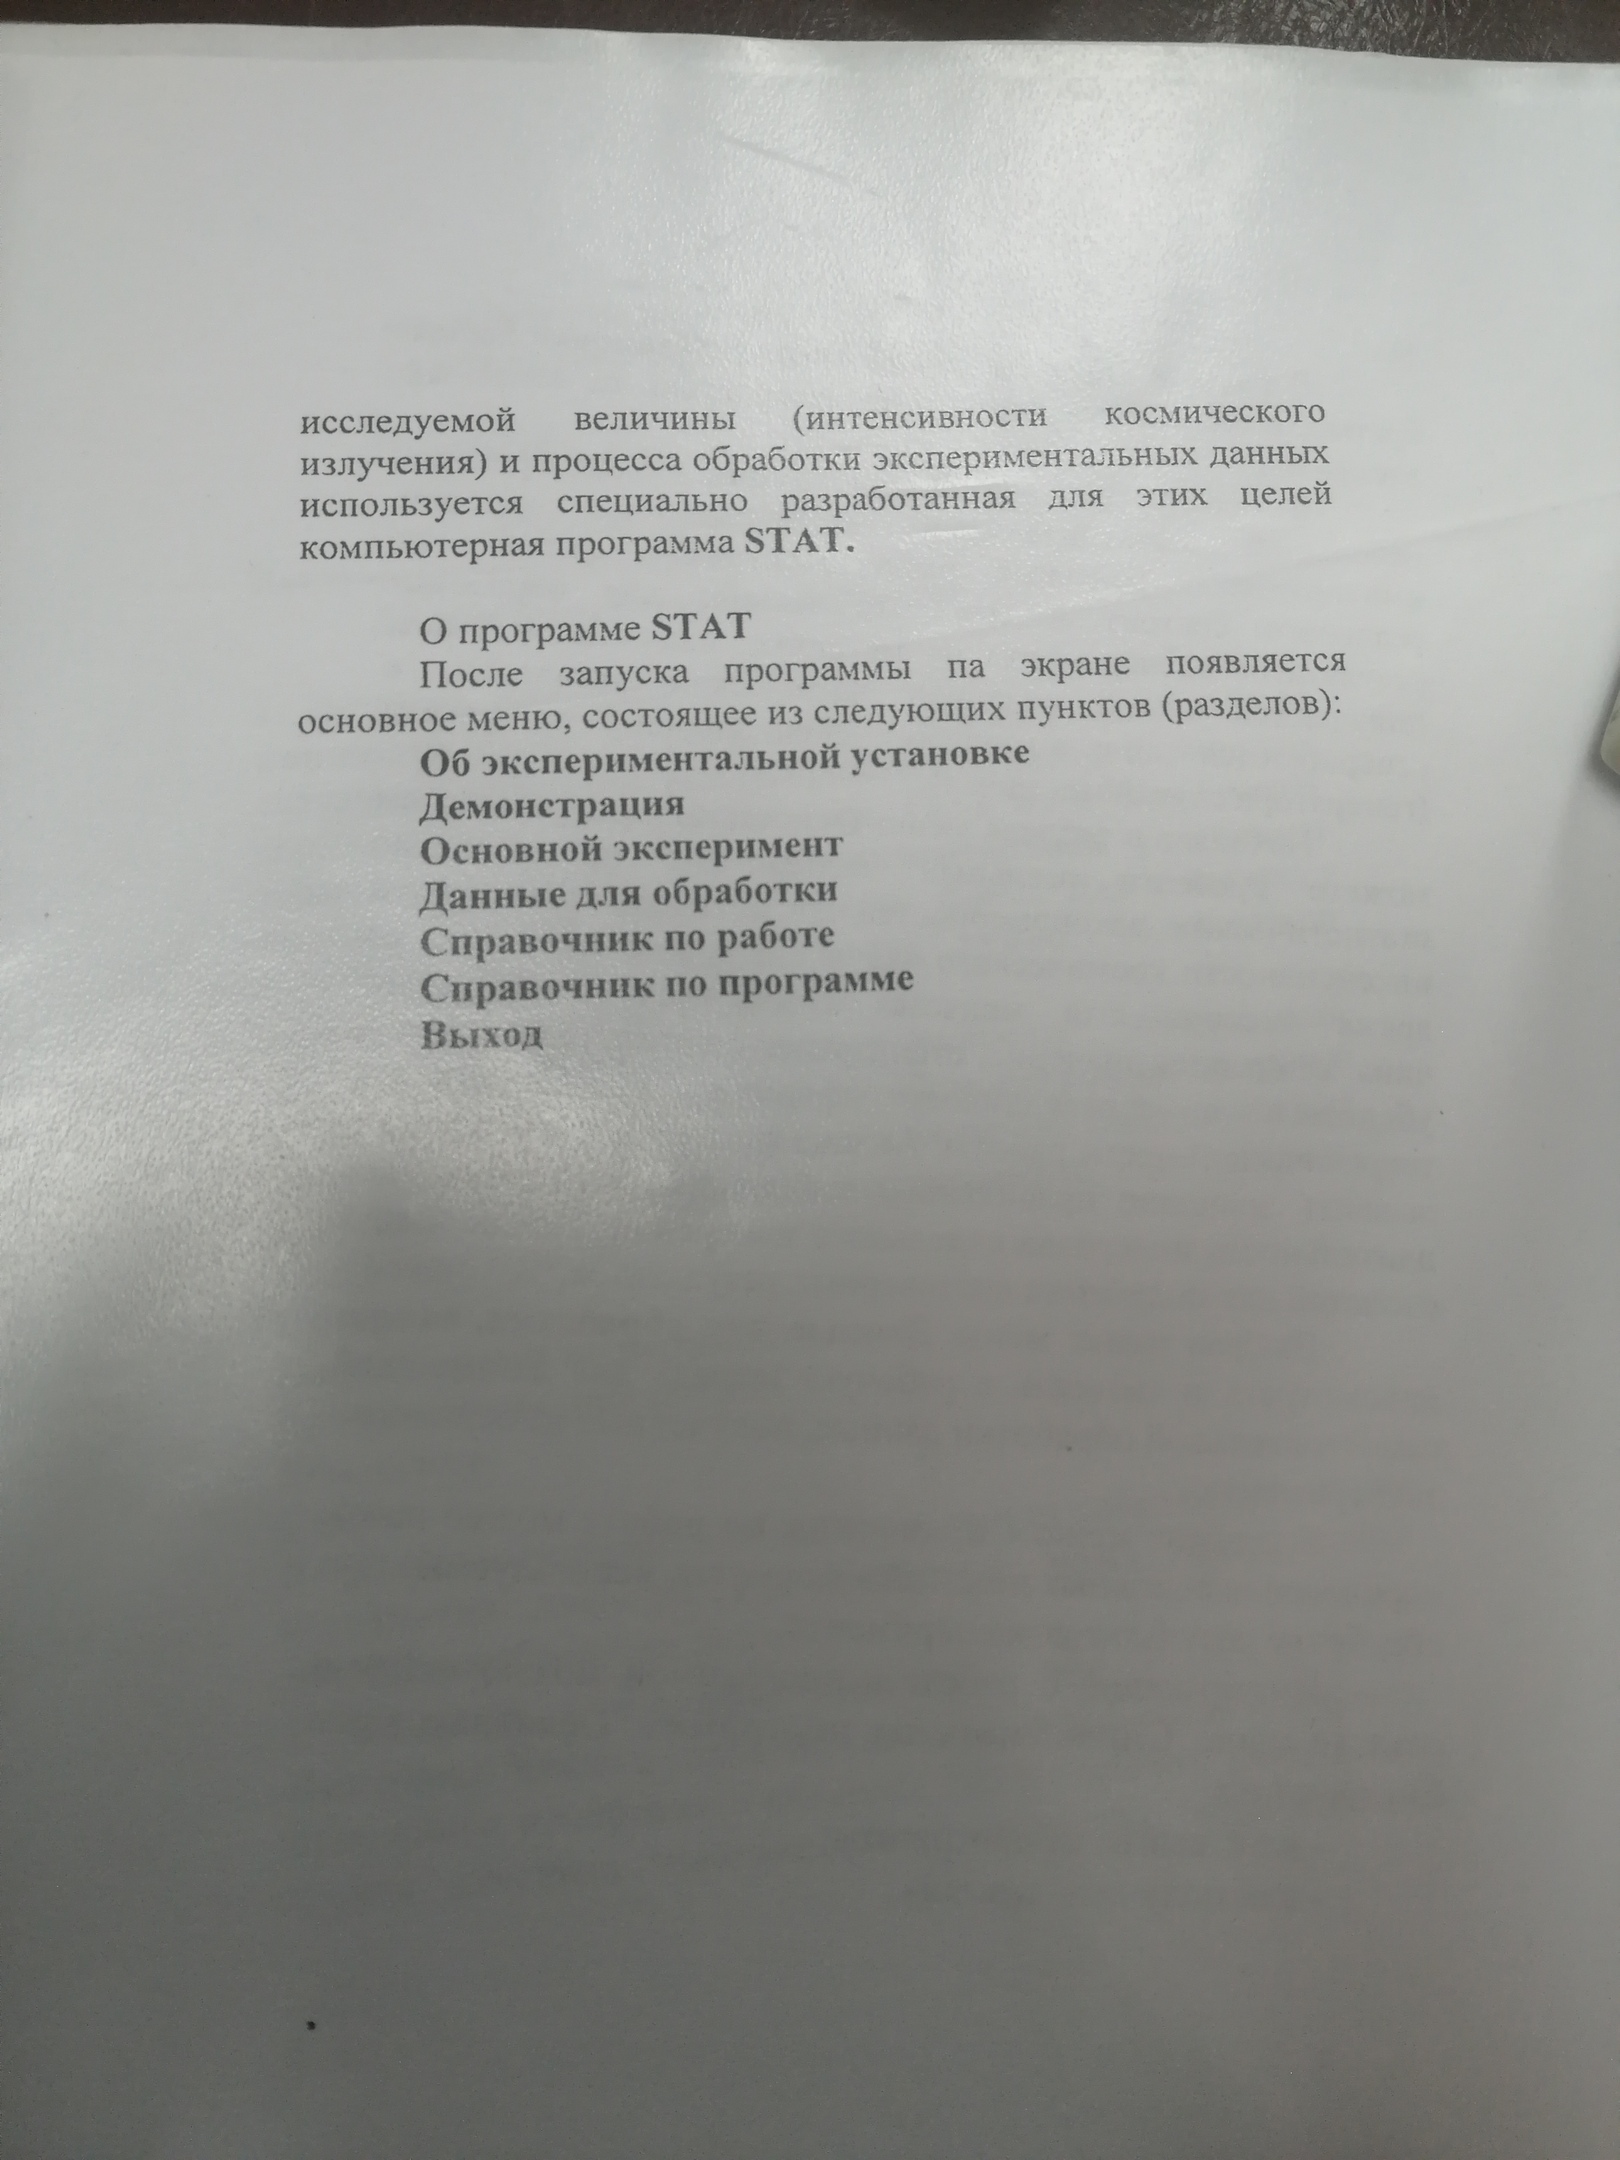 исследуемой величины (интенсивности космического
излучения) и процесса обработки экспериментальных данных
используется специально разработанная для этих целей
компьютерная программа STAT.
О программе STAT
После запуска программы па экране появляется
основное меню, состоящее из следующих пунктов (разделов):
Об экспериментальной установке
Демонстрация
Основной эксперимент
Данные для обработки
Справочник по работе
Справочник по программе
Выход